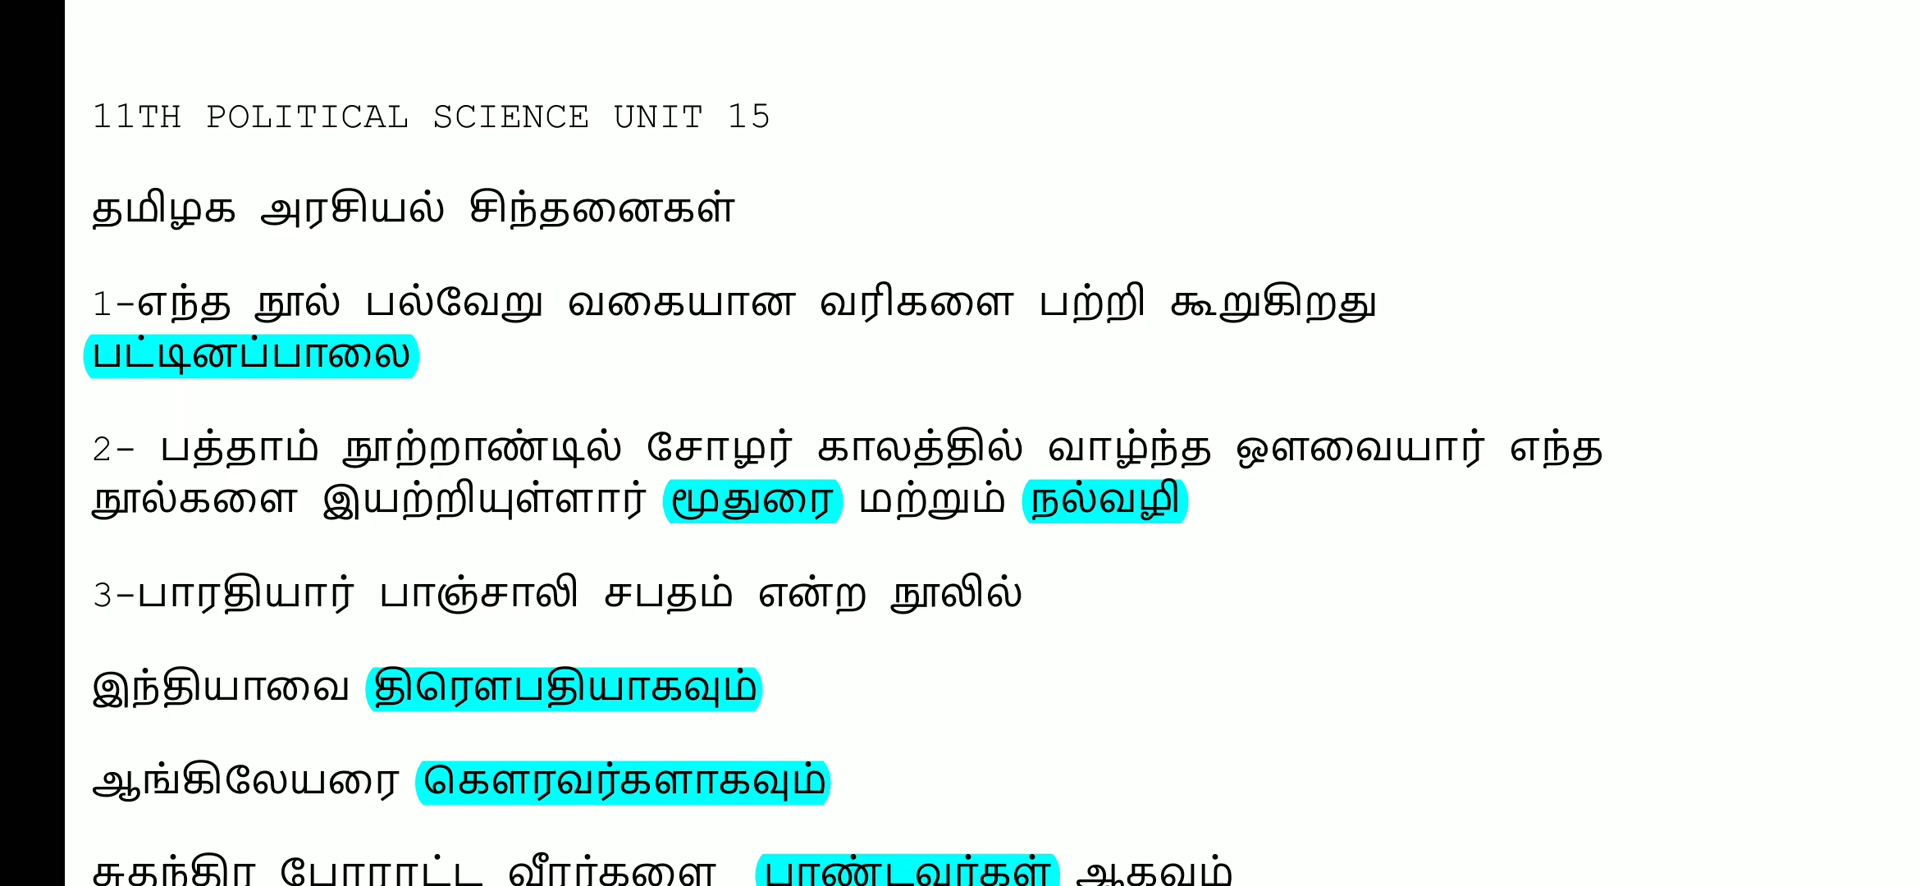 11TH POLITICAL SCIENCE UNIT 15
தமிழக அரசியல் சிந்தனைகள்
1-எந்த நூல் பல்வேறு வகையான வரிகளை பற்றி கூறுகிறது
பட்டினப்பாலை
2- பத்தாம் நூற்றாண்டில் சோழர் காலத்தில் வாழ்ந்த ஔவையார் எந்த
நூல்களை இயற்றியுள்ளார் மூதுரை மற்றும் நல்வழி
3-பாரதியார் பாஞ்சாலி சபதம் என்ற நூலில்
இந்தியாவை திரௌபதியாகவும்
ஆங்கிலேயரை கௌரவர்களாகவும்
சுதந்திர போராட்ட வீரர்களை பாண்டவர்கள் ஆகவும்